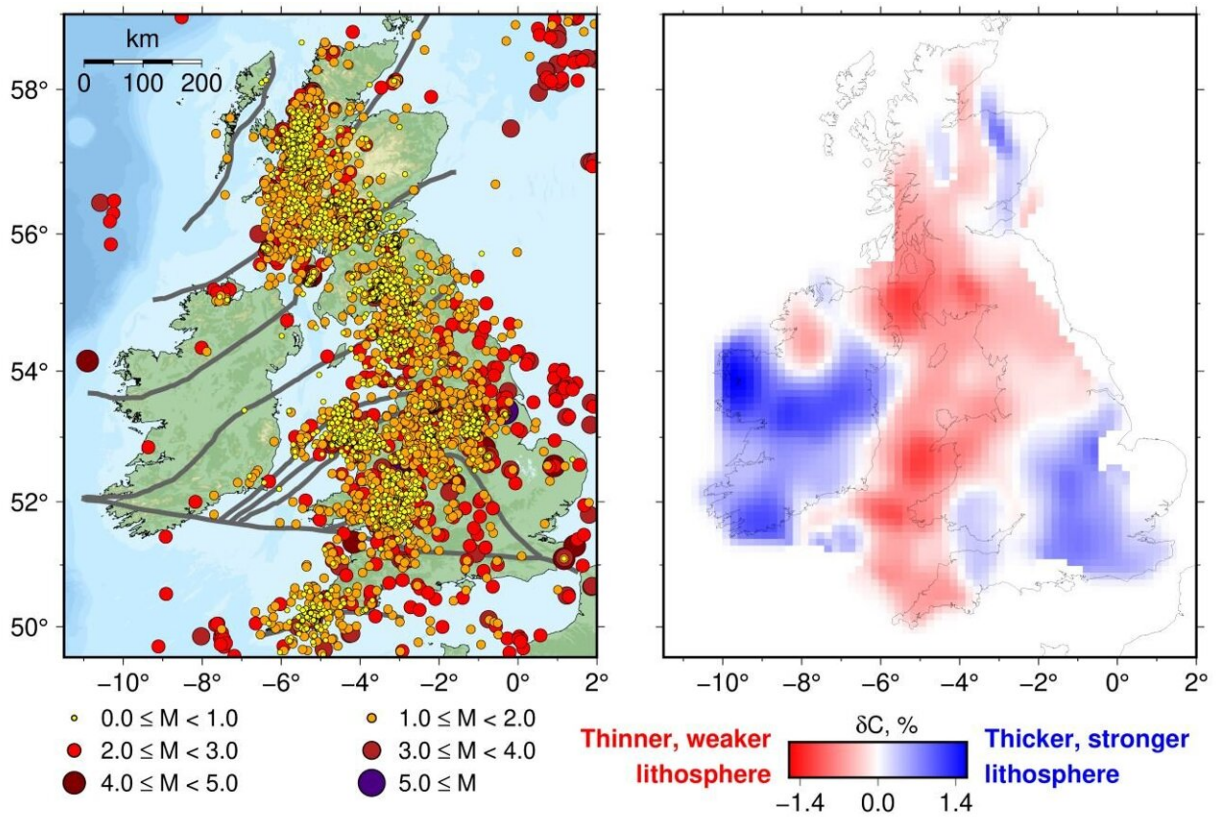 km
0 100 200
58°
56°
54°
52°
50°
−10° −8° −6° −4° −2° 0° 2°
0.0 ≤ M < 1.0
1.0 ≤ M < 2.0
2.0 ≤ M < 3.0
3.0 ≤ M < 4.0
4.0 ≤ M < 5.0
5.0 ≤ M
−10° −8° −6° −4° −2° 0° 2°
δC, %
Thinner, weaker
lithosphere
Thicker, stronger
lithosphere
−1.4 0.0 1.4